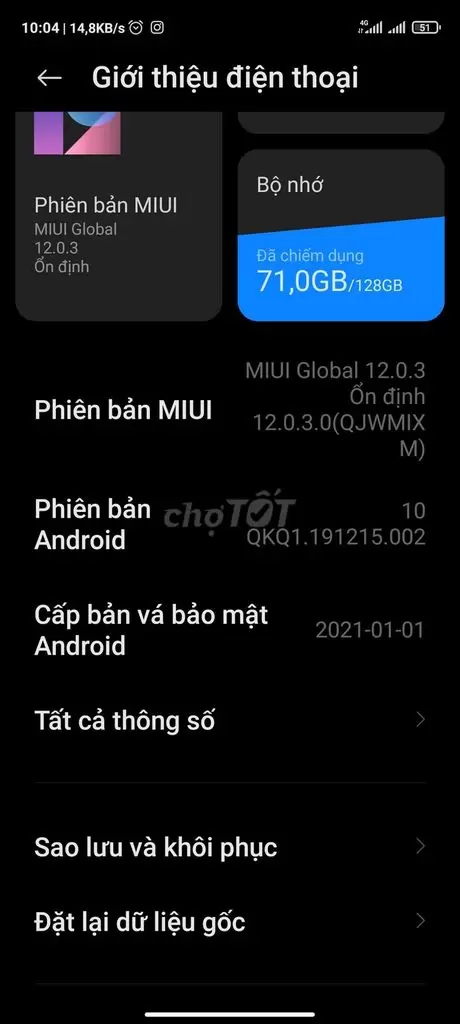 10:04 | 14,8KB/s
4G
51
Giới thiệu điện thoại
Phiên bản MIUI
MIUI Global
12.0.3
Ổn định
Bộ nhớ
Đã chiếm dụng
71,0GB/128GB
Phiên bản MIUI
MIUI Global 12.0.3
Ổn định
12.0.3.0(QJWMIX
M)
Phiên bản
Android
10
QKQ1.191215.002
chợTỐT
Cấp bản vá bảo mật
Android
2021-01-01
Tất cả thông số
Sao lưu và khôi phục
Đặt lại dữ liệu gốc